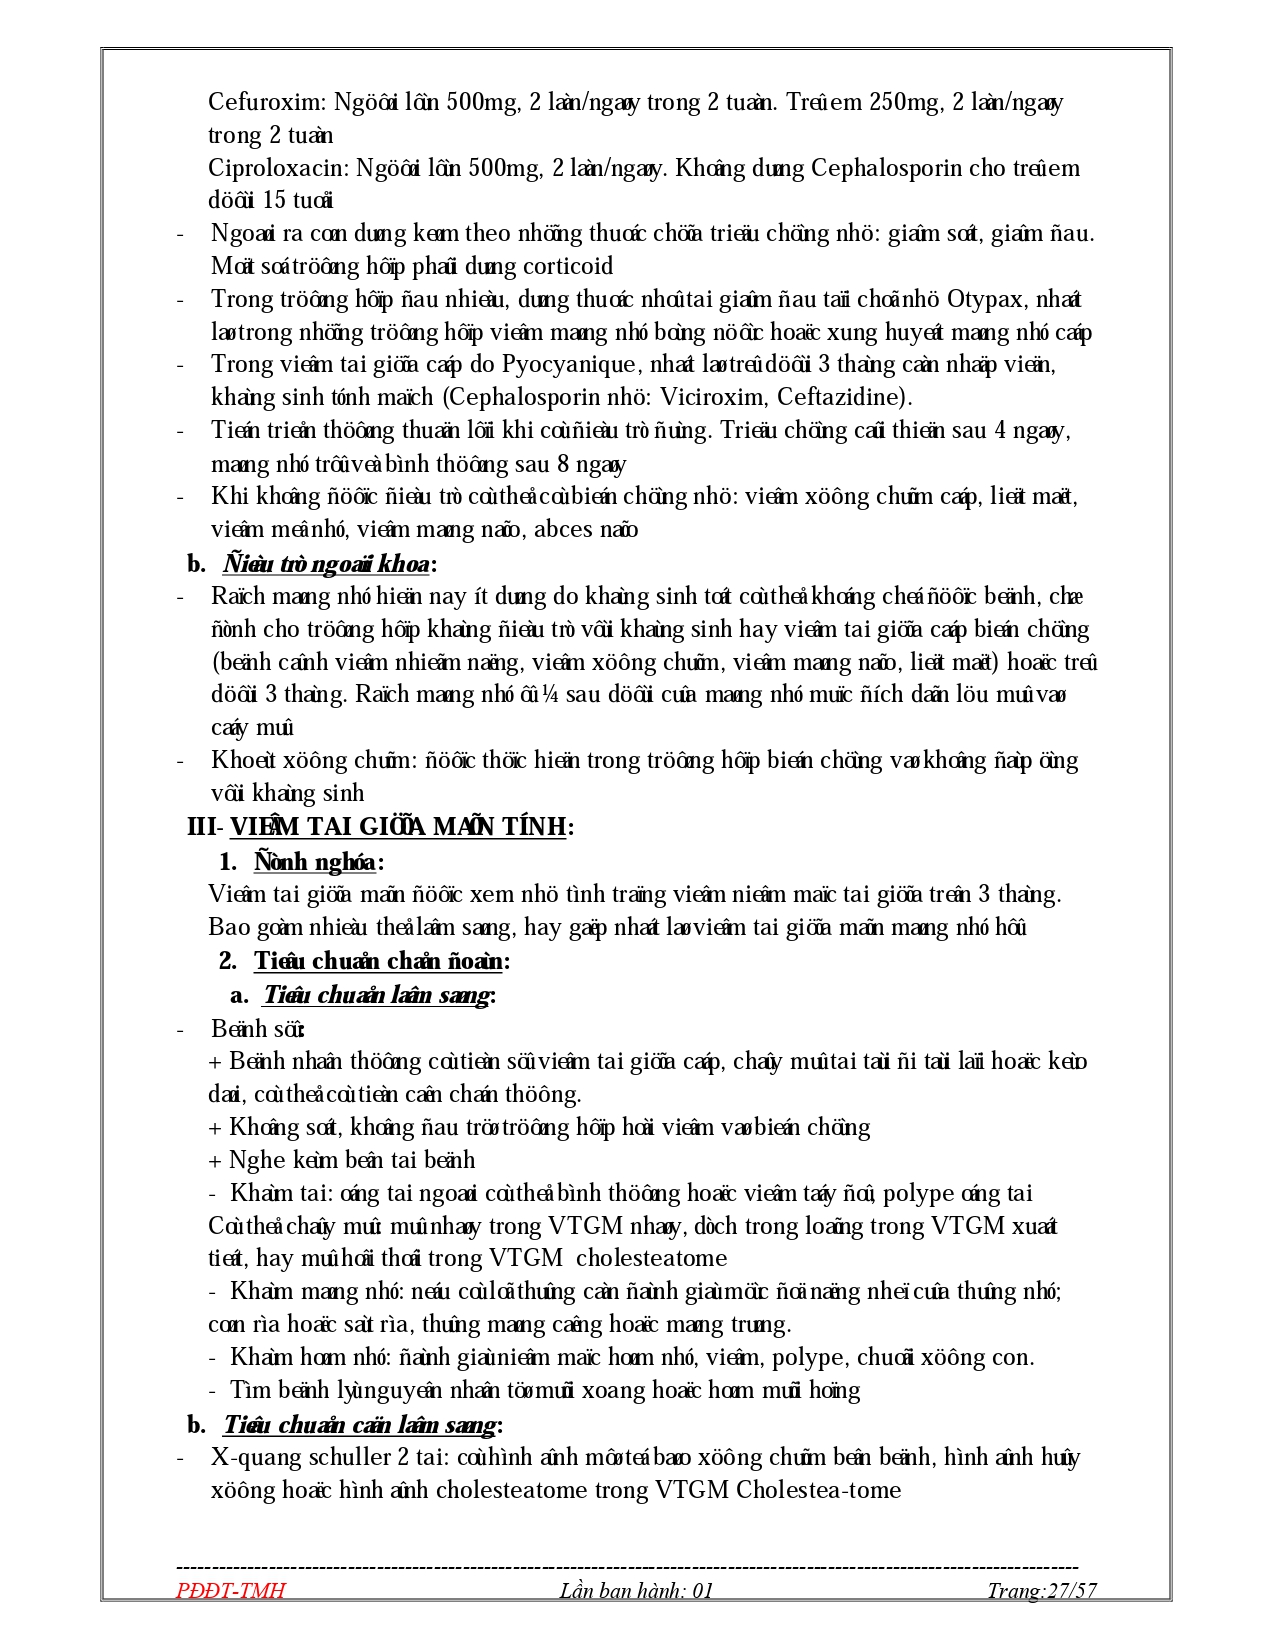 Cefuroxim: Ngöôøi lôùn 500mg, 2 laàn/ngaøy trong 2 tuaàn. Treû em 250mg, 2 laàn/ngaøy
trong 2 tuaàn
Ciproloxacin: Ngöôøi lôùn 500mg, 2 laàn/ngaøy. Khoâng duøng Cephalosporin cho treû em
döôùi 15 tuoåi
- Ngoaøi ra coøn duøng keøm theo nhöõng thuoác chöõa trieäu chöùng nhö: giaûm soát, giaûm ñau.
Moät soá tröôøng hôïp phaûi duøng corticoid
- Trong tröôøng hôïp ñau nhieàu, duøng thuoác nhoû tai giaûm ñau taïi choã nhö Otypax, nhaát
laø trong nhöõng tröôøng hôïp vieâm maøng nhó boùng nöôùc hoaëc xung huyeát maøng nhó caáp
- Trong vieâm tai giöõa caáp do Pyocyanique, nhaát laø treû döôùi 3 thaùng caàn nhaäp vieän,
khaùng sinh tónh maïch (Cephalosporin nhö: Viciroxim, Ceftazidine).
- Tieán trieån thöôøng thuaän lôïi khi coù ñieàu trò ñuùng. Trieäu chöùng caûi thieän sau 4 ngaøy,
maøng nhó trôû veà bình thöôøng sau 8 ngaøy
- Khi khoâng ñöôïc ñieàu trò coù theå coù bieán chöùng nhö: vieâm xöông chuõm caáp, lieät maët,
vieâm meâ nhó, vieâm maøng naõo, abces naõo
b. Ñieàu trò ngoaïi khoa:
- Raïch maøng nhó hieän nay ít duøng do khaùng sinh toát coù theå khoáng cheá ñöôïc beänh, chæ
ñònh cho tröôøng hôïp khaùng ñieàu trò vôùi khaùng sinh hay vieâm tai giöõa caáp bieán chöùng
(beänh caûnh vieâm nhieãm naëng, vieâm xöông chuõm, vieâm maøng naõo, lieät maët) hoaëc treû
döôùi 3 thaùng. Raïch maøng nhó ôû ¼ sau döôùi cuûa maøng nhó muïc ñích daãn löu muû vaø
caáy muû
- Khoeùt xöông chuõm: ñöôïc thöïc hieän trong tröôøng hôïp bieán chöùng vaø khoâng ñaùp öùng
vôùi khaùng sinh
III- VIEÂM TAI GIÖÕA MAÕN TÍNH:
1. Ñònh nghóa:
Vieâm tai giöõa maõn ñöôïc xem nhö tình traïng vieâm nieâm maïc tai giöõa treân 3 thaùng.
Bao goàm nhieàu theå laâm saøng, hay gaëp nhaát laø vieâm tai giöõa maõn maøng nhó hôû
2. Tieâu chuaån chaån ñoaùn:
a. Tieâu chuaån laâm saøng:
- Beänh söû:
+ Beänh nhaân thöôøng coù tieàn söû vieâm tai giöõa caáp, chaûy muû tai taùi ñi taùi laïi hoaëc keùo
daøi, coù theå coù tieàn caên chaán thöông.
+ Khoâng soát, khoâng ñau tröø tröôøng hôïp hoài vieâm vaø bieán chöùng
+ Nghe keùm beân tai beänh
- Khaùm tai: oáng tai ngoaøi coù theå bình thöôøng hoaëc vieâm taáy ñoû, polype oáng tai
Coù theå chaûy muû: muû nhaøy trong VTGM nhaøy, dòch trong loaõng trong VTGM xuaát
tieát, hay muû hoâi thoái trong VTGM  cholesteatome
- Khaùm maøng nhó: neáu coù loã thuûng caàn ñaùnh giaù möùc ñoä naëng nheï cuûa thuûng nhó;
coøn rìa hoaëc saùt rìa, thuûng maøng caêng hoaëc maøng truøng.
- Khaùm hoøm nhó: ñaùnh giaù nieâm maïc hoøm nhó, vieâm, polype, chuoãi xöông con.
- Tìm beänh lyù nguyeân nhaân töø muõi xoang hoaëc hoøm muõi hoïng
b. Tieâu chuaån caän laâm saøng:
- X-quang schuller 2 tai: coù hình aûnh môø teá baøo xöông chuõm beân beänh, hình aûnh huûy
xöông hoaëc hình aûnh cholesteatome trong VTGM Cholestea-tome
PĐĐT-TMH Lần ban hành: 01 Trang:27/57